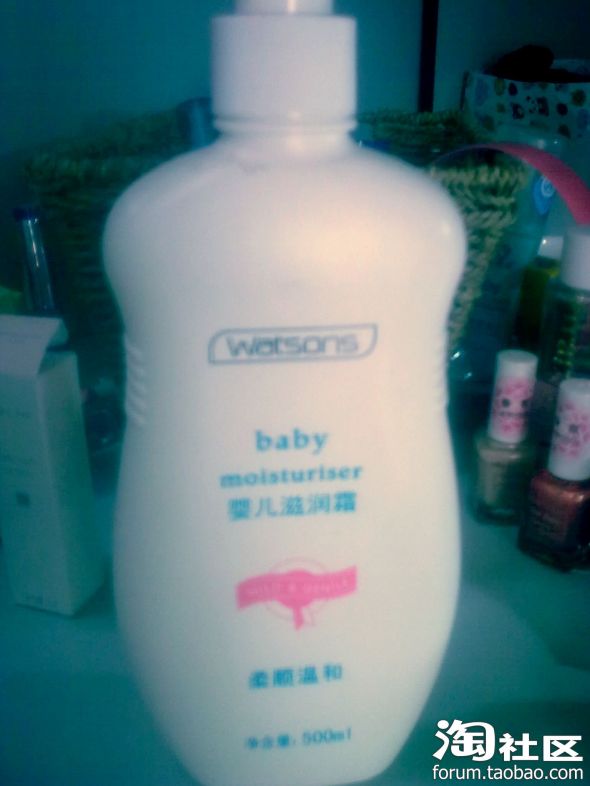 watsons
baby
moisturiser
婴儿滋润霜
柔顺温和
净含量: 500ml
淘社区
forum.taobao.com